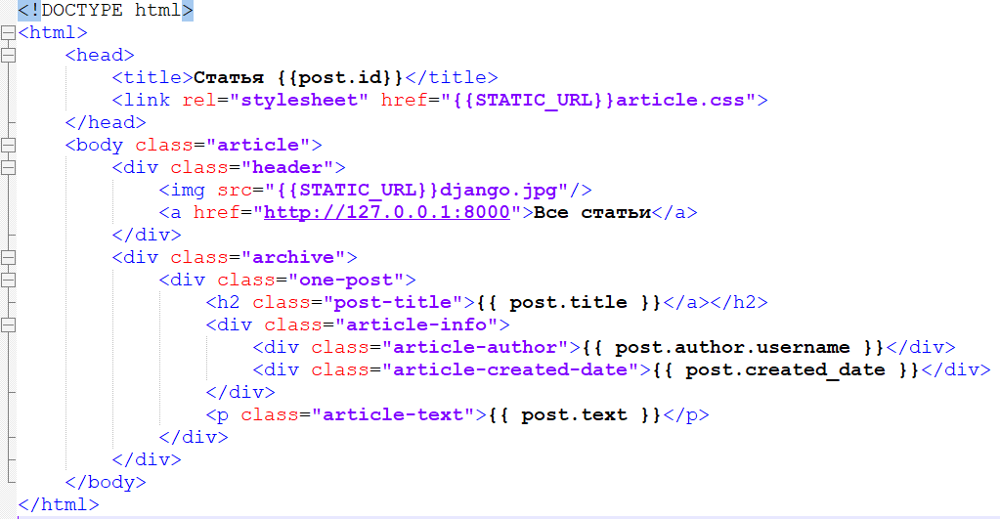 <!DOCTYPE html>
<html>
    <head>
        <title>Статья {{post.id}}</title>
        <link rel="stylesheet" href="{{STATIC_URL}}article.css">
    </head>
    <body class="article">
        <div class="header">
            <img src="{{STATIC_URL}}django.jpg"/>
            <a href="http://127.0.0.1:8000">Все статьи</a>
        </div>
        <div class="archive">
            <div class="one-post">
                <h2 class="post-title">{{ post.title }}</a></h2>
                <div class="article-info">
                    <div class="article-author">{{ post.author.username }}</div>
                    <div class="article-created-date">{{ post.created_date }}</div>
                </div>
                <p class="article-text">{{ post.text }}</p>
            </div>
        </div>
    </body>
</html>